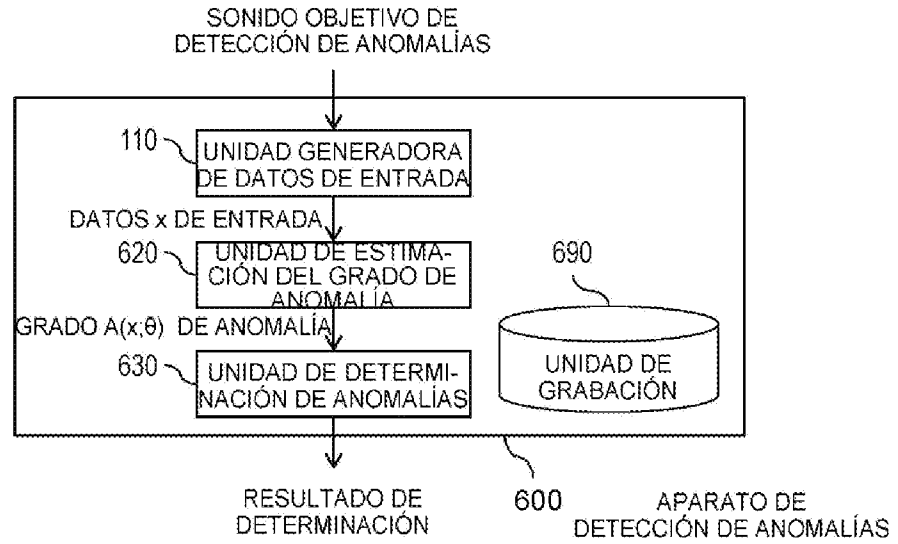 SONIDO OBJETIVO DE
DETECCIÓN DE ANOMALÍAS
110
UNIDAD GENERADORA
DE DATOS DE ENTRADA
DATOS x DE ENTRADA
620
UNIDAD DE ESTIMA-
CIÓN DEL GRADO DE
ANOMALÍA
690
GRADO A(x;θ) DE ANOMALÍA
630
UNIDAD DE DETERMI-
NACIÓN DE ANOMALÍAS
UNIDAD DE
GRABACIÓN
600
RESULTADO DE
DETERMINACIÓN
APARATO DE
DETECCIÓN DE ANOMALÍAS